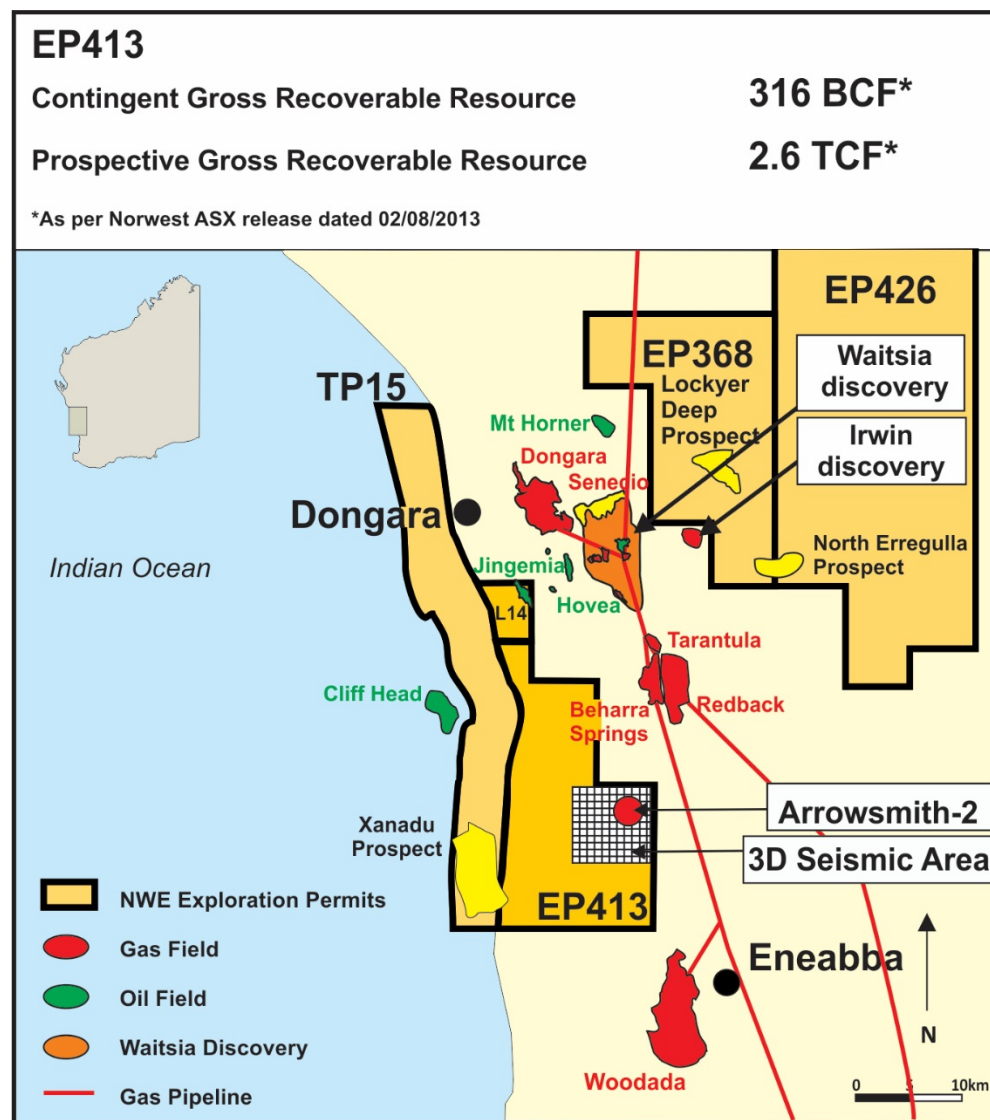 EP413
Contingent Gross Recoverable Resource 316 BCF*
Prospective Gross Recoverable Resource 2.6 TCF*
*As per Norwest ASX release dated 02/08/2013
EP426
EP368
Waitsia
discovery
TP15
Lockyer
Deep
Prospect
Irwin
discovery
Mt Horner
Dongara
Senecio
Dongara
Indian Ocean
North Erregulla
Prospect
Jingemia
L14
Hovea
Tarantula
Cliff Head
Redback
Beharra
Springs
Arrowsmith-2
Xanadu
Prospect
3D Seismic Area
NWE Exploration Permits
EP413
Gas Field
Eneabba
Oil Field
Waitsia Discovery
N
Woodada
Gas Pipeline
0 5 10km